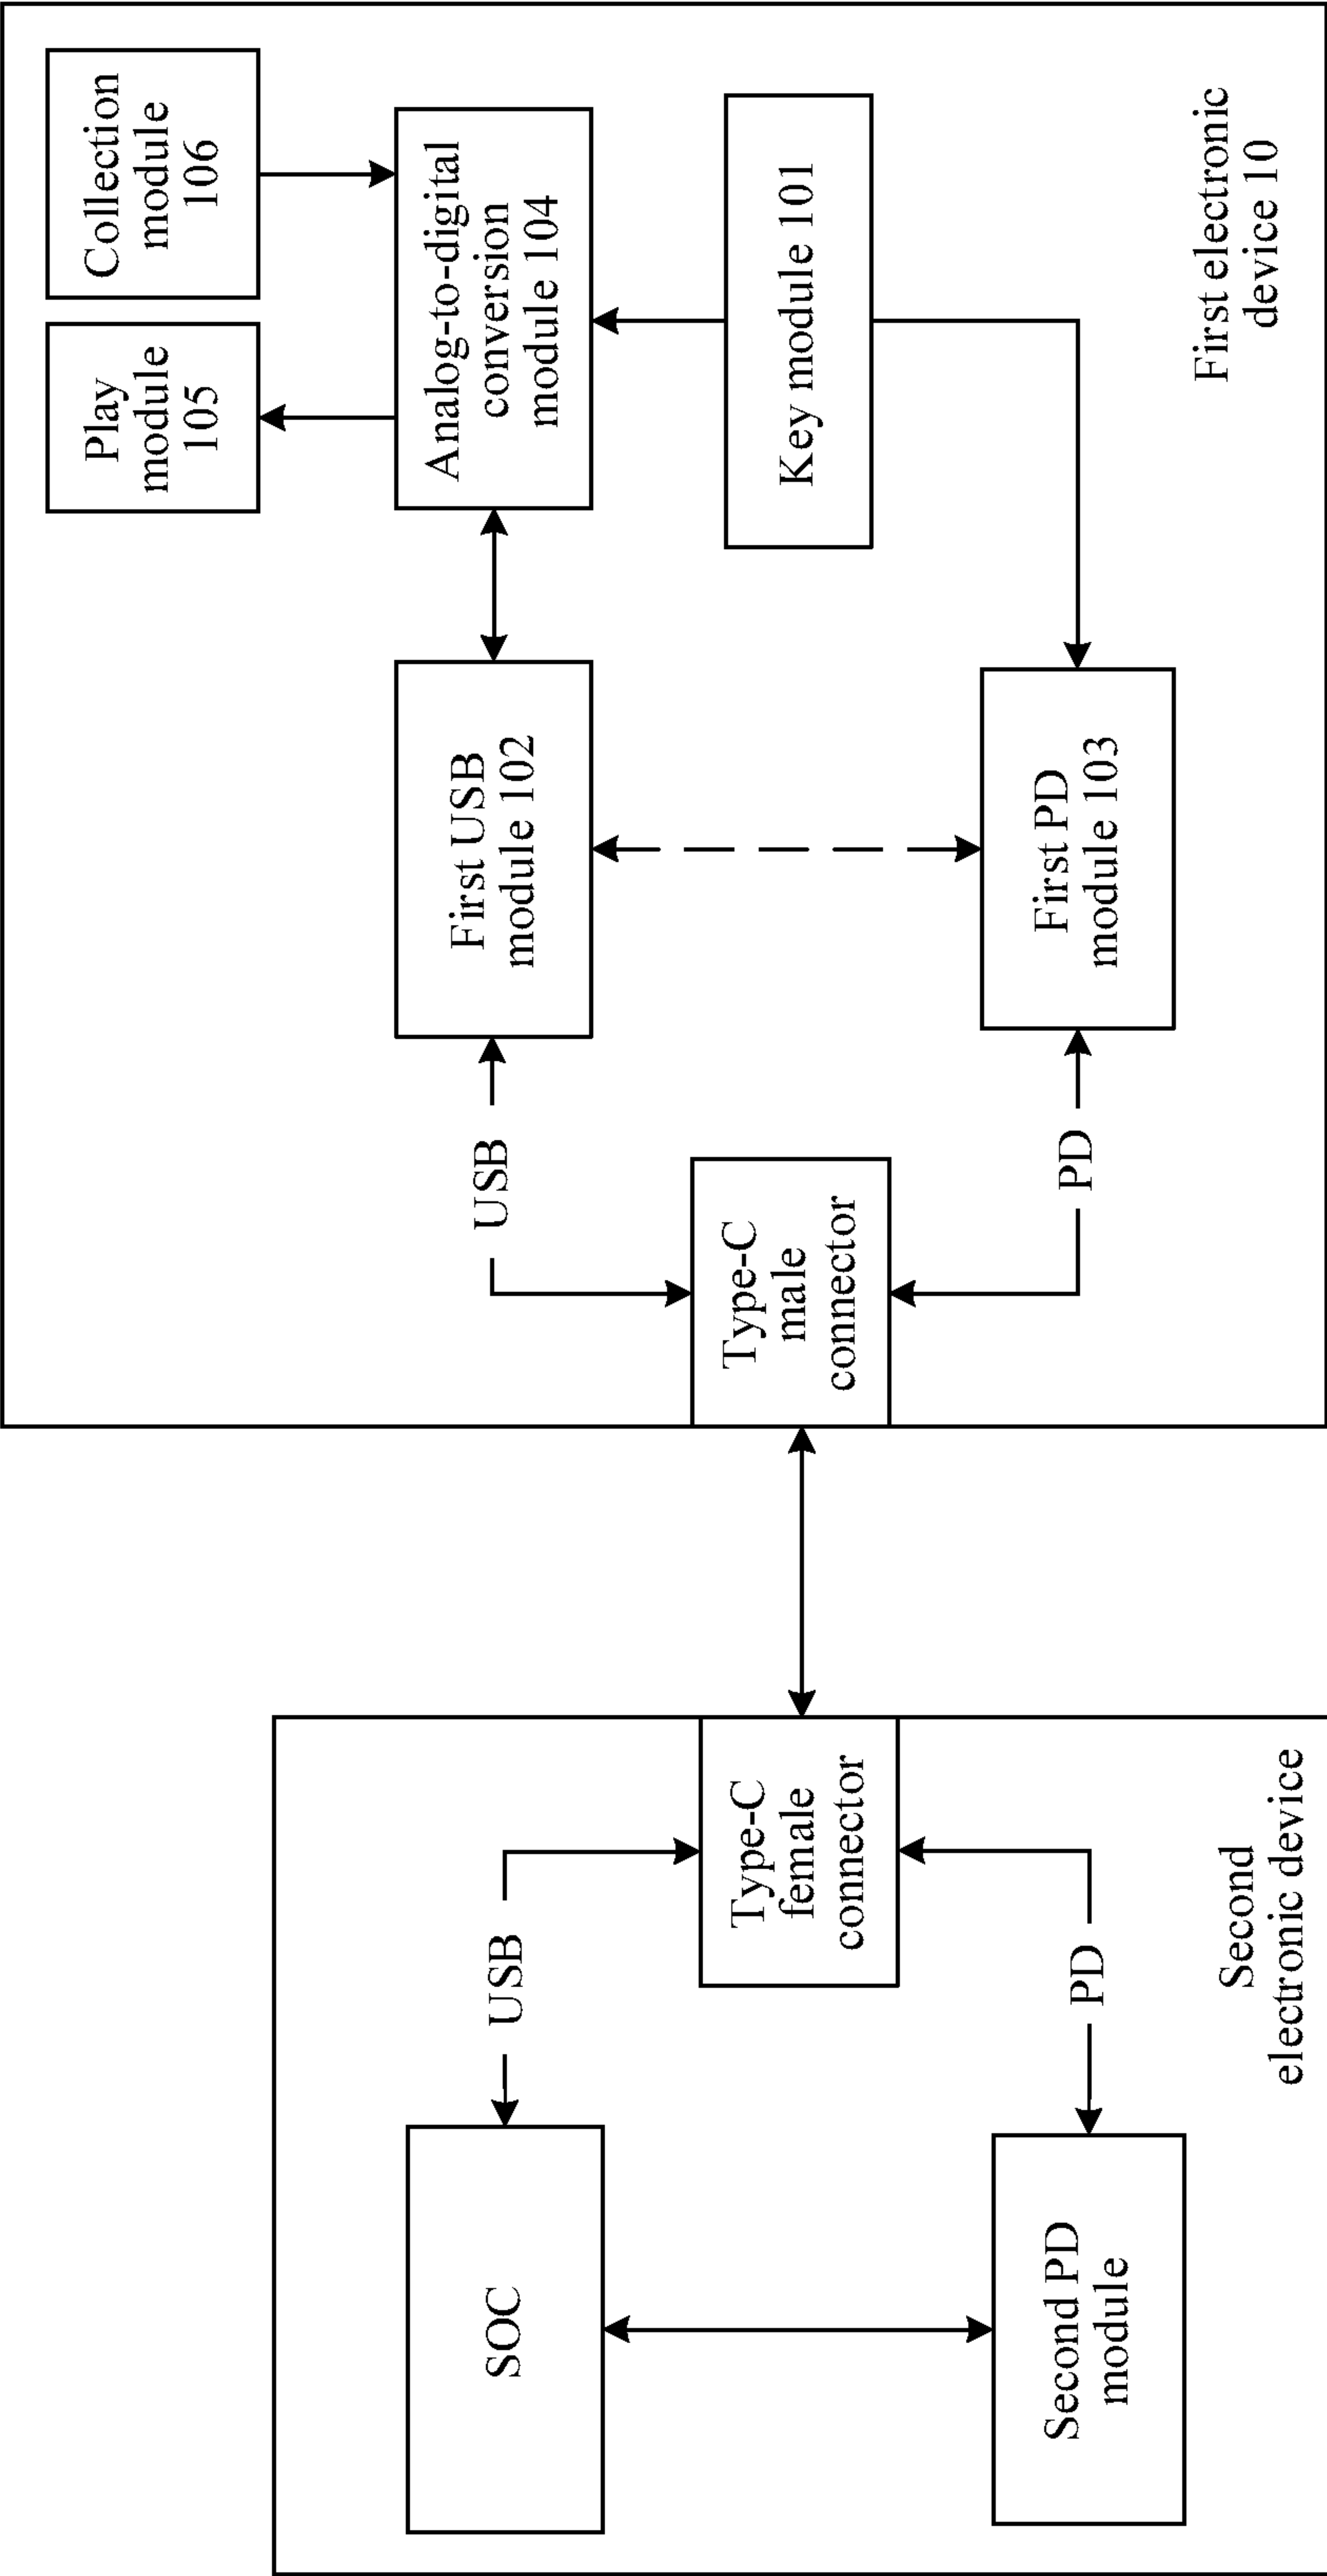 SOC
USB
Type-C
female
connector
Second PD
module
PD
Second
electronic device
USB
Type-C
male
connector
PD
First USB
module 102
First PD
module 103
Play
module
105
Collection
module
106
Analog-to-digital
conversion
module 104
Key module 101
First electronic
device 10